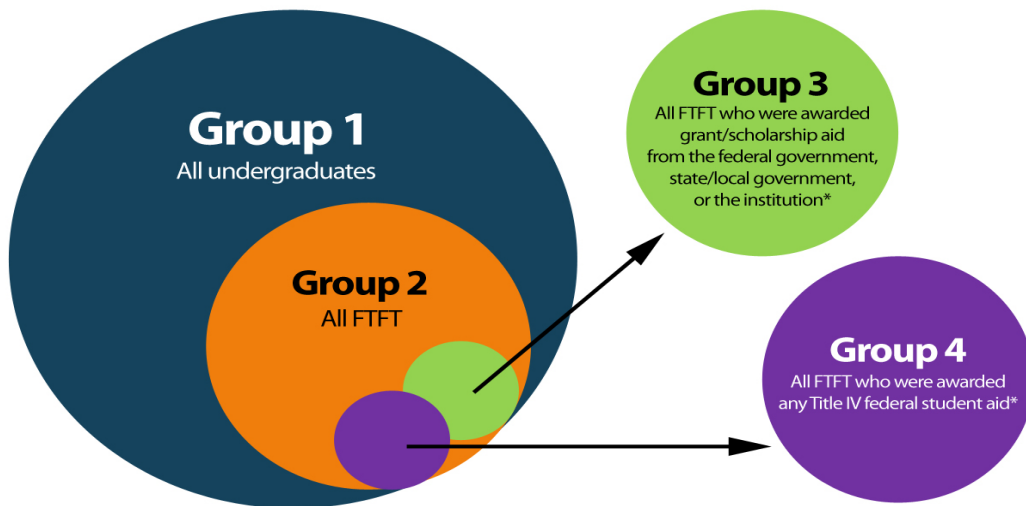 Group 1
All undergraduates
Group 2
All FTFT
Group 3
All FTFT who were awarded
grant/scholarship aid
from the federal government,
state/local government,
or the institution*
Group 4
All FTFT who were awarded
any Title IV federal student aid*